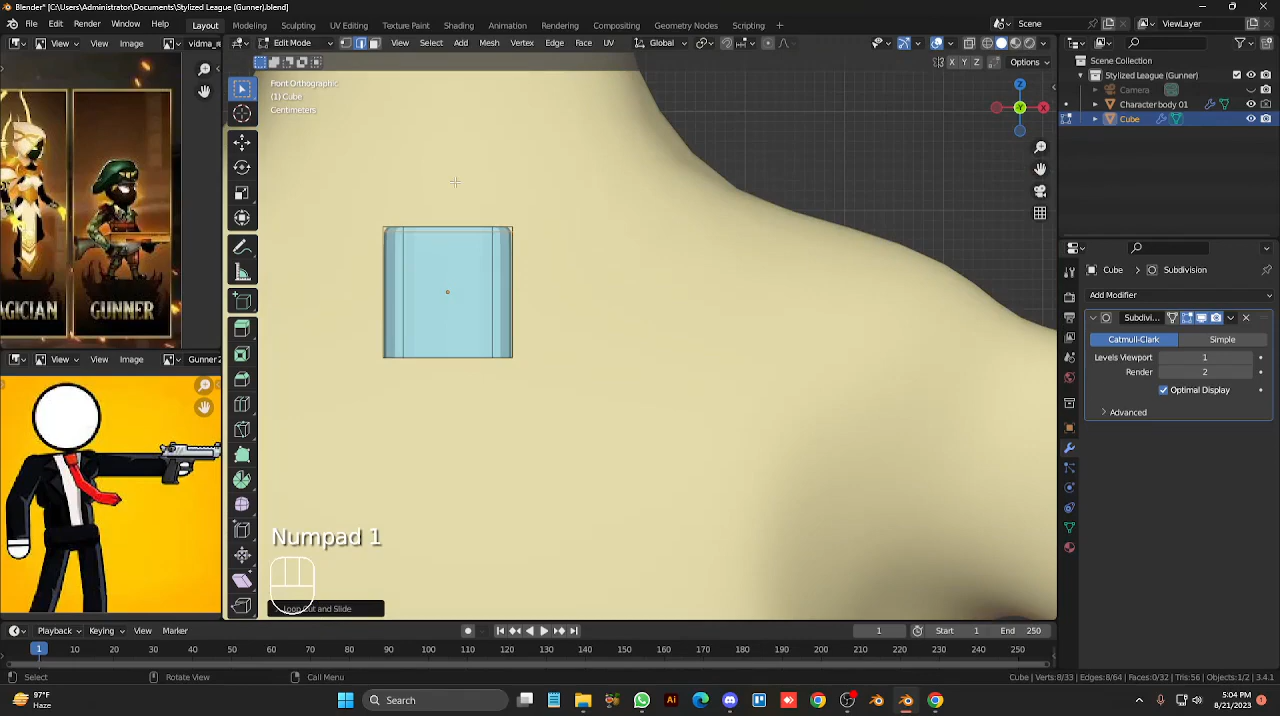 Blender* [C:\Users\Adminstrator\Documents\Stylized League (Gunner).blend]
File Edit Render Window Help Layout Modeling Sculpting UV Editing Texture Paint Shading Animation Rendering Compositing Geometry Nodes Scripting + Scene ViewLayer
View View Image vidma_re Edit Mode View Select Add Mesh Vertex Edge Face UV Global
X Y Z Options
Front Orthographic
(1) Cube
Centimeters
Scene Collection
Stylized League (Gunner)
Camera
Character body 01
Cube
Z
X
Y
AGICIAN
GUNNER
View View Image Gunner 2
Numpad 1
Loop Cut and Slide
Cube > Subdivision
Add Modifier
Subdivi...
Catmull-Clark Simple
Levels Viewport 1
Render 2
Optimal Display
Advanced
Playback Keying View Marker 1 Start 1 End 250
1 10 20 30 40 50 60 70 80 90 100 110 120 130 140 150 160 170 180 190 200 210 220 230 240 250
Select Rotate View Call Menu Cube | Verts:8/33 | Edges:8/64 | Faces:0/32 | Tris:56 | Objects:1/2 | 3.4.1
97°F
Haze
Search
5:04 PM
8/21/2023